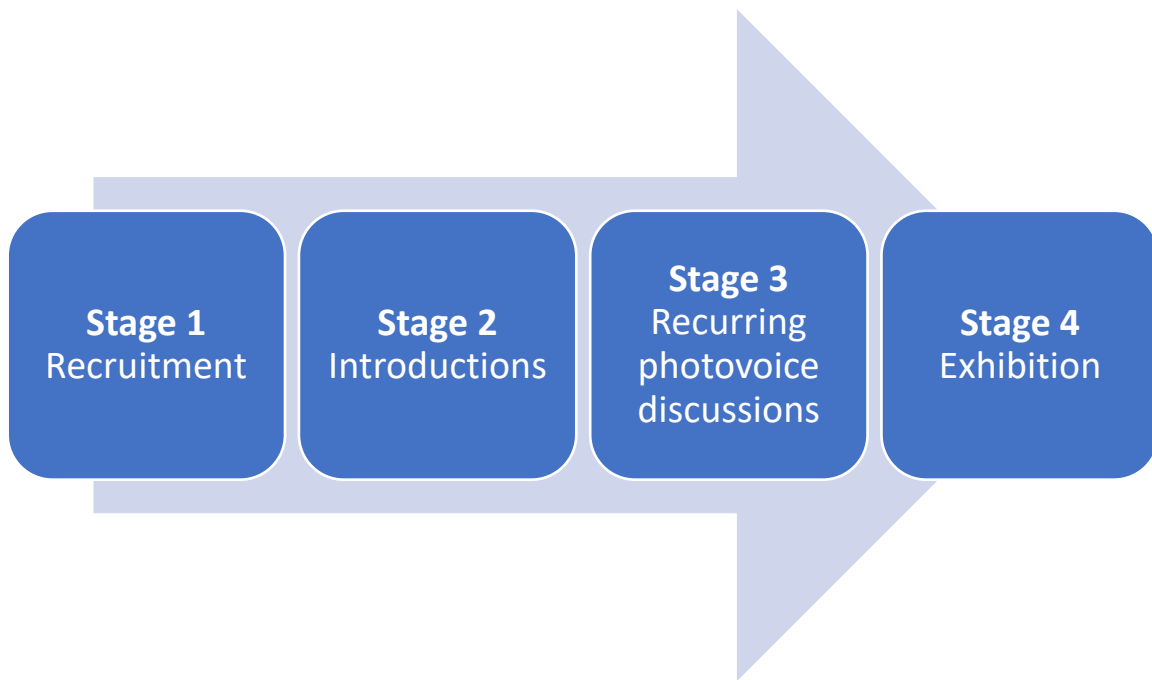 Stage 1
Recruitment
Stage 2
Introductions
Stage 3
Recurring
photovoice
discussions
Stage 4
Exhibition